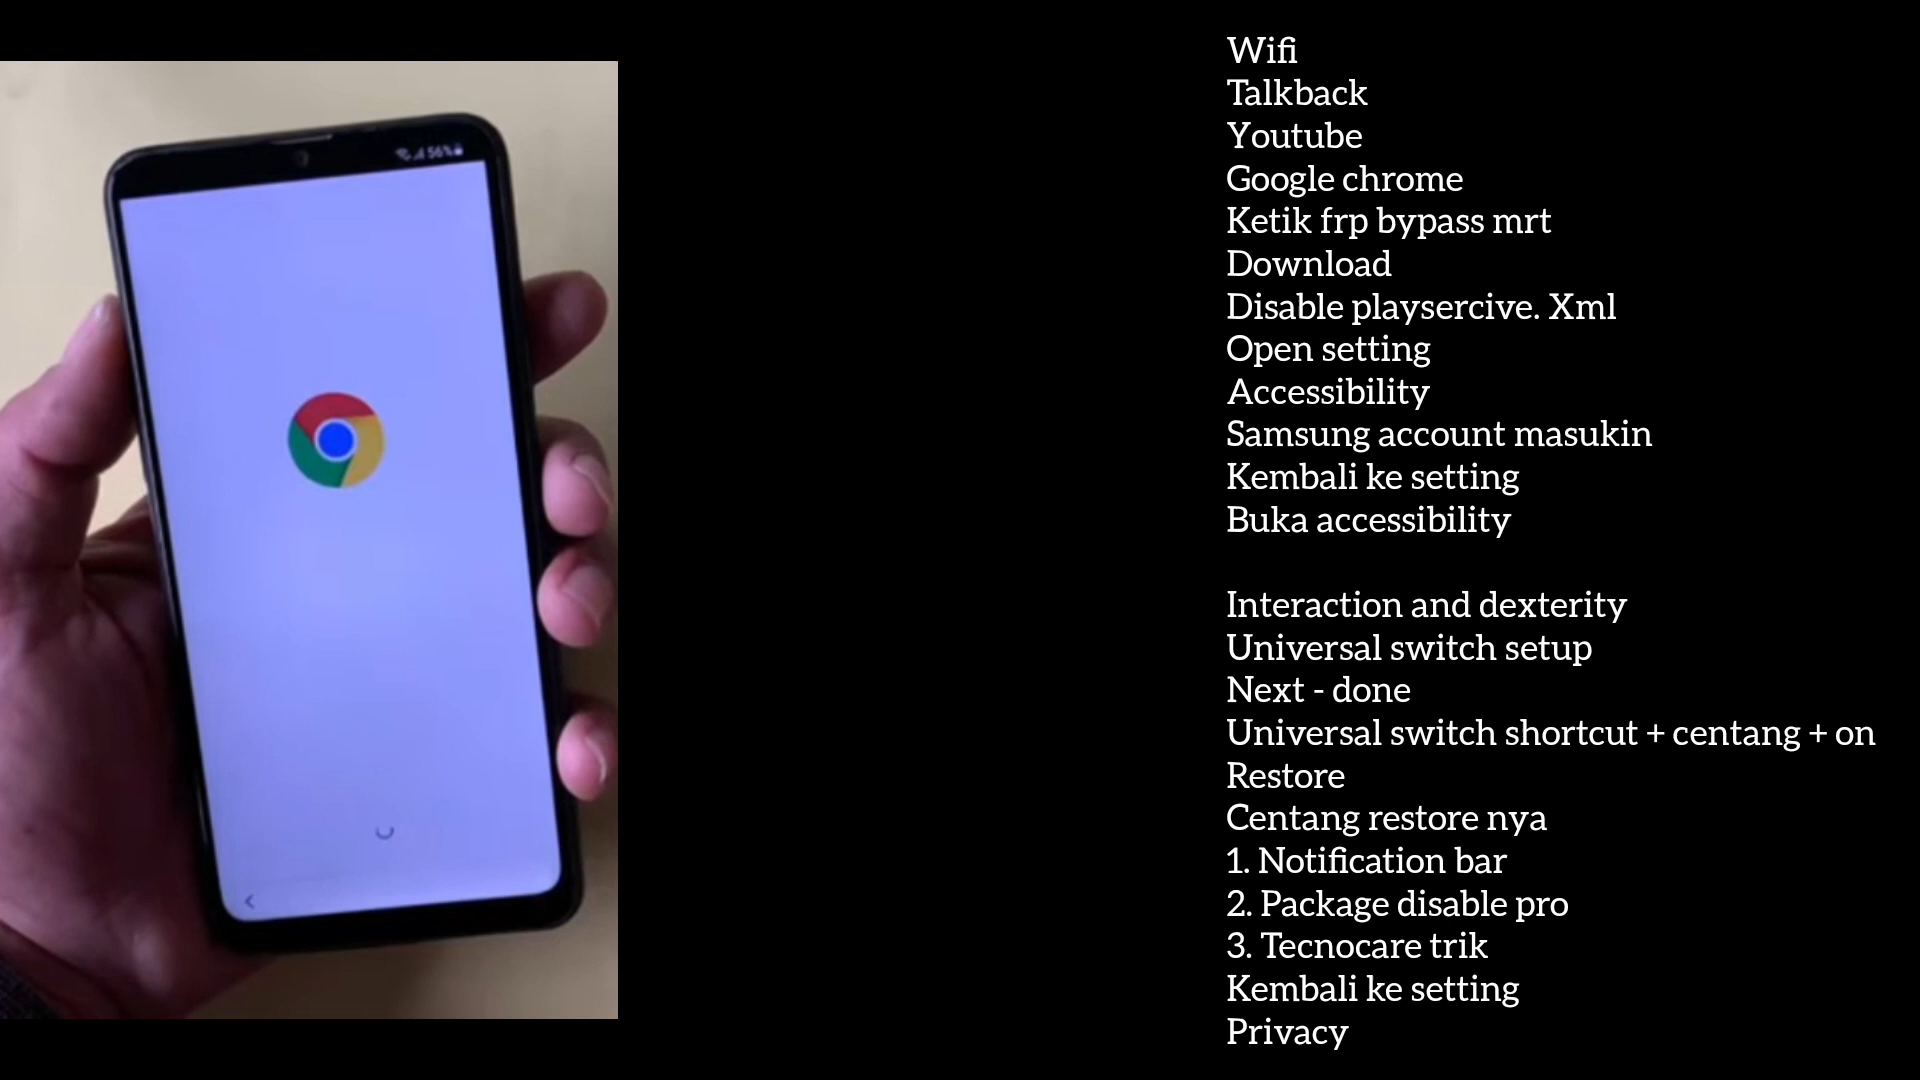 56%
Wifi
Talkback
Youtube
Google chrome
Ketik frp bypass mrt
Download
Disable playsercive. Xml
Open setting
Accessibility
Samsung account masukin
Kembali ke setting
Buka accessibility
Interaction and dexterity
Universal switch setup
Next - done
Universal switch shortcut + centang + on
Restore
Centang restore nya
1. Notification bar
2. Package disable pro
3. Tecnocare trik
Kembali ke setting
Privacy